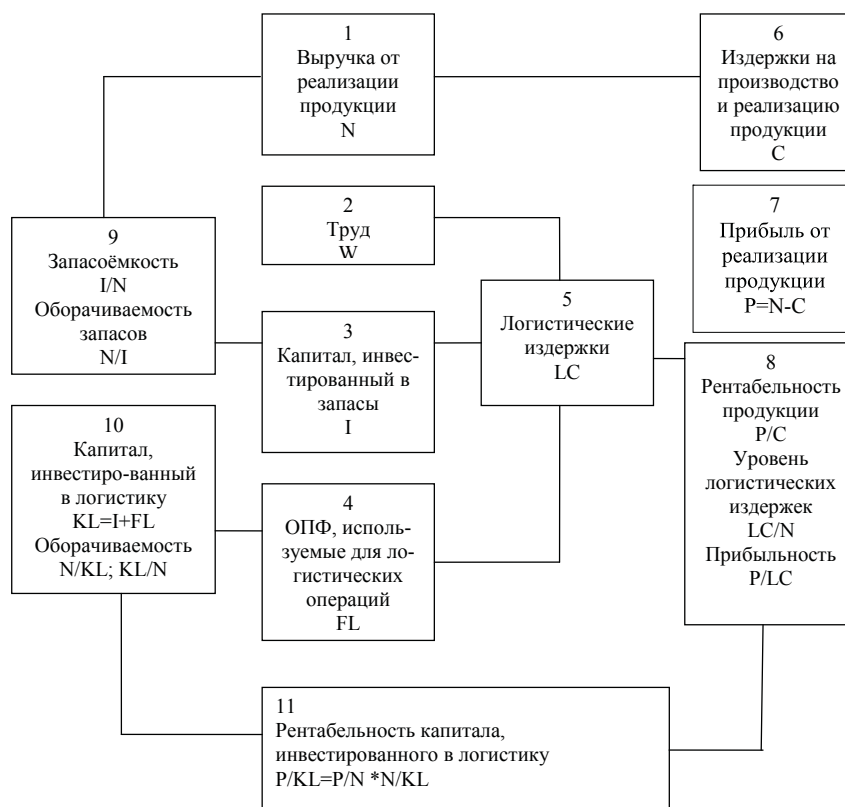 1
Выручка от
реализации
продукции
N
6
Издержки на
производство
и реализацию
продукции
C
2
Труд
W
7
Прибыль от
реализации
продукции
P=N-C
9
Запасоёмкость
I/N
Оборачиваемость
запасов
N/I
3
Капитал, инвес-
тированный в
запасы
I
5
Логистические
издержки
LC
8
Рентабельность
продукции
P/C
Уровень
логистических
издержек
LC/N
Прибыльность
P/LC
10
Капитал,
инвестиро-ванный
в логистику
KL=I+FL
Оборачиваемость
N/KL; KL/N
4
ОПФ, исполь-
зуемые для ло-
гистических
операций
FL
11
Рентабельность капитала,
инвестированного в логистику
P/KL=P/N *N/KL